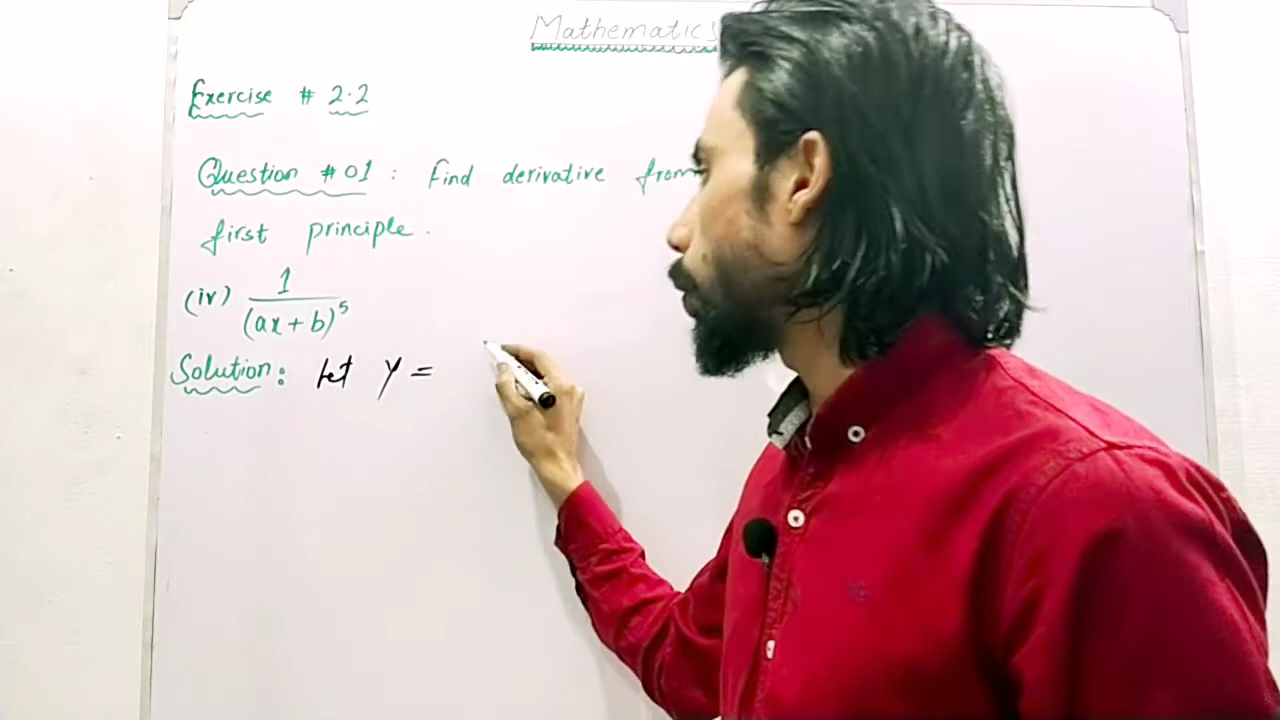 Mathematics
Exercise # 2.2
Question # 01 : Find derivative from
first principle.
(iv) 1/(ax+b)^5
Solution: Let Y =